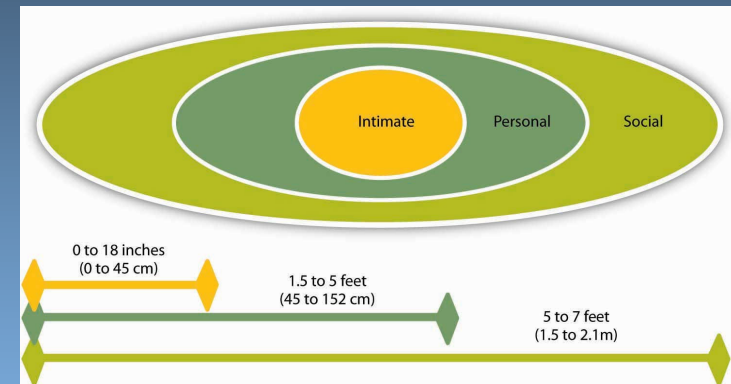 Intimate
Personal
Social
0 to 18 inches
(0 to 45 cm)
1.5 to 5 feet
(45 to 152 cm)
5 to 7 feet
(1.5 to 2.1m)